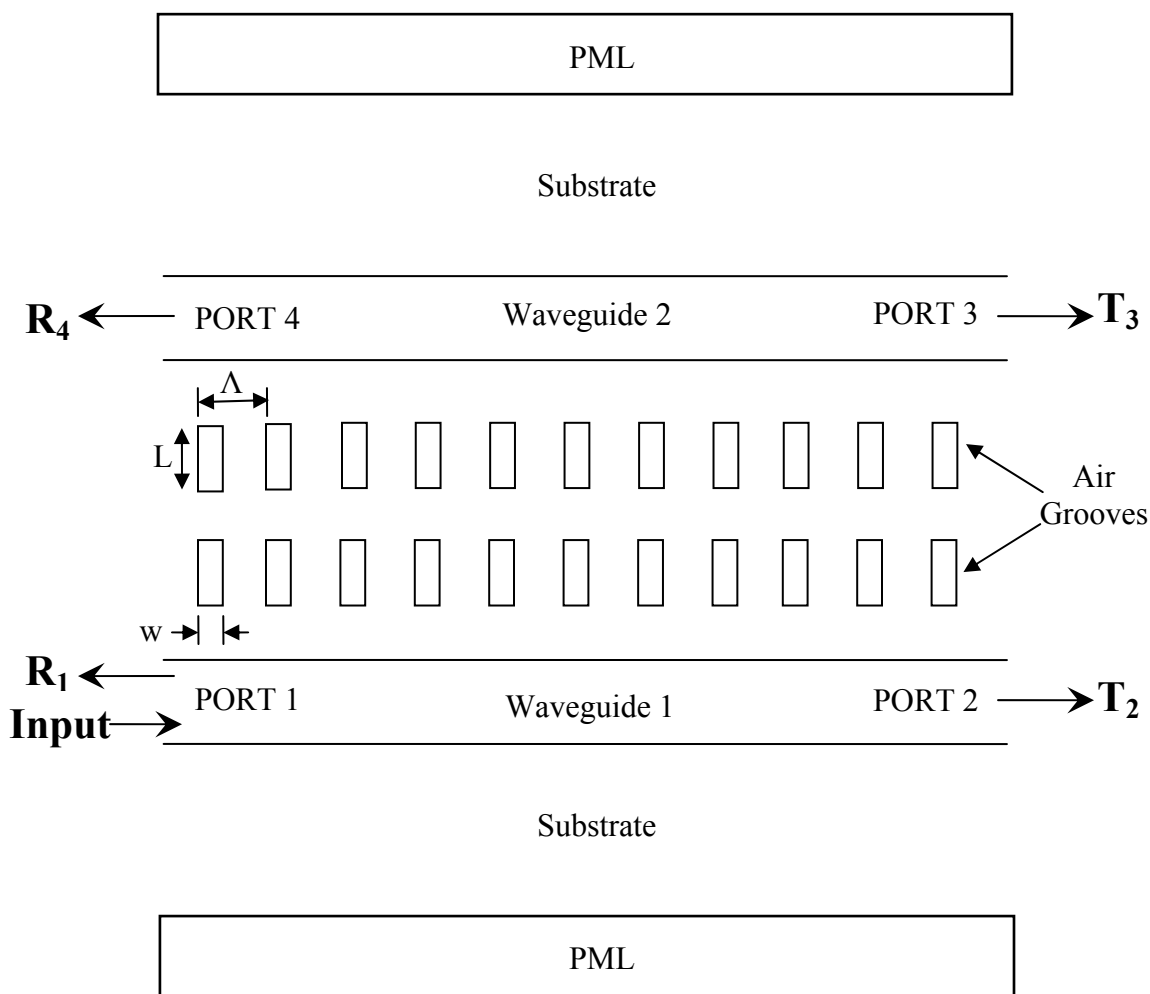 PML
Substrate
R₄
PORT 4
Waveguide 2
PORT 3
T₃
Λ
L
Air
Grooves
w
R₁
PORT 1
Input
Waveguide 1
PORT 2
T₂
Substrate
PML